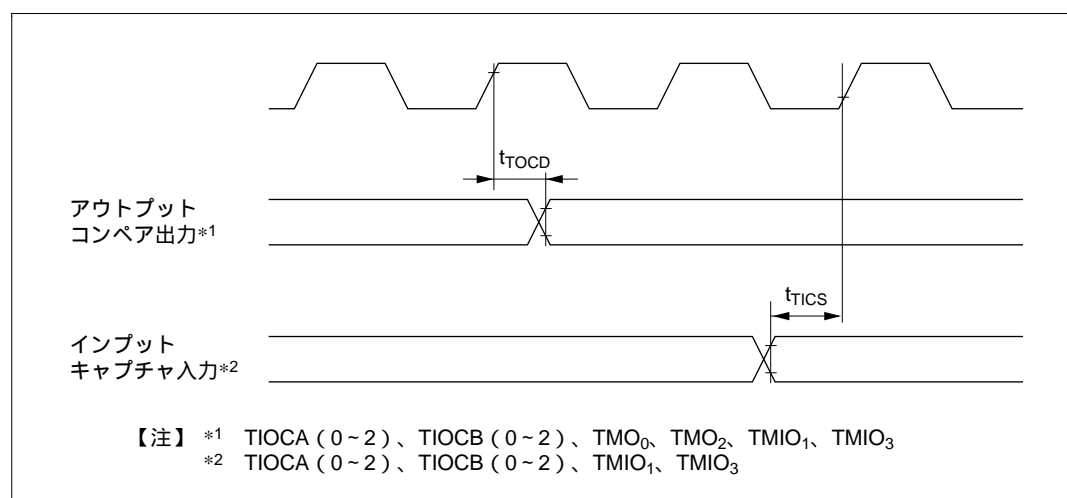 tTOCD
アウトプット
コンペア出力*1
tTICS
インプット
キャプチャ入力*2
【注】 *1 TIOCA(0~2)、TIOCB(0~2)、TMO0、TMO2、TMIO1、TMIO3
*2 TIOCA(0~2)、TIOCB(0~2)、TMIO1、TMIO3